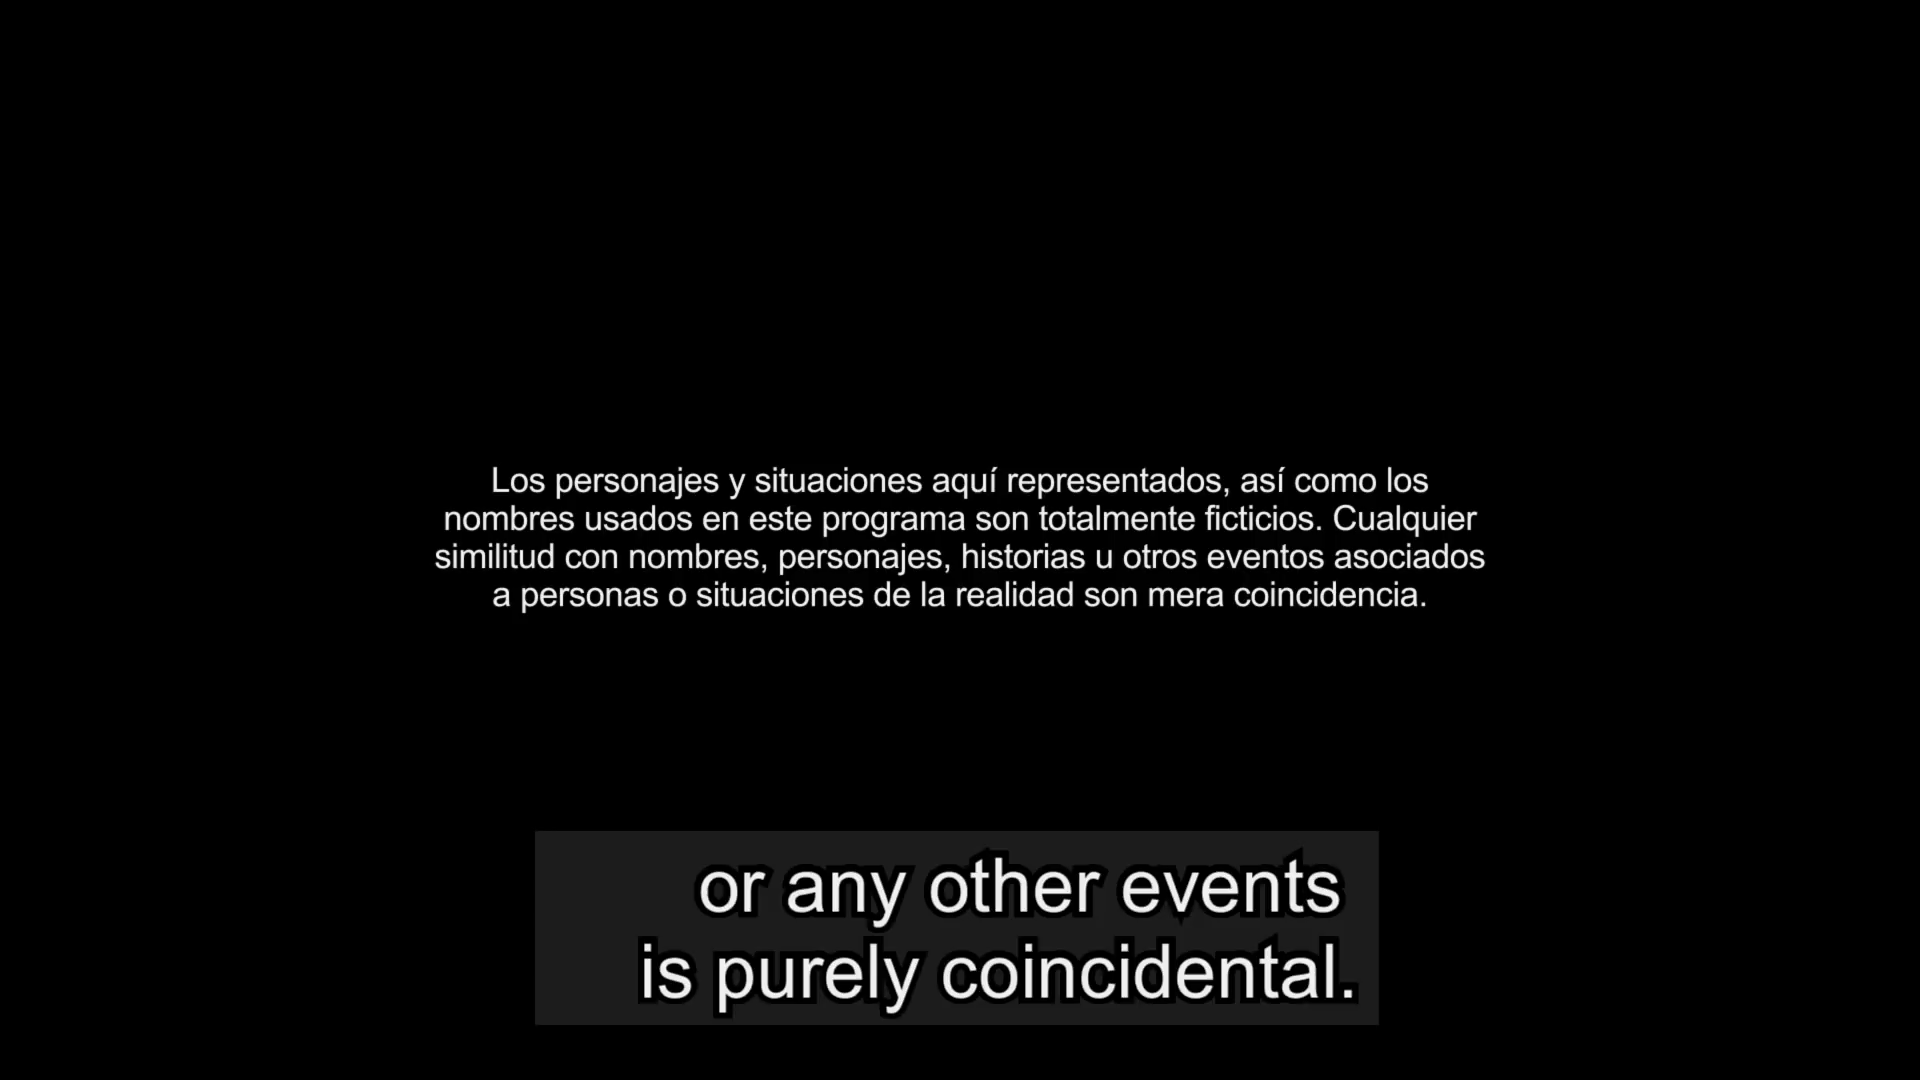 Los personajes y situaciones aquí representados, así como los
nombres usados en este programa son totalmente ficticios. Cualquier
similitud con nombres, personajes, historias u otros eventos asociados
a personas o situaciones de la realidad son mera coincidencia.
or any other events
is purely coincidental.